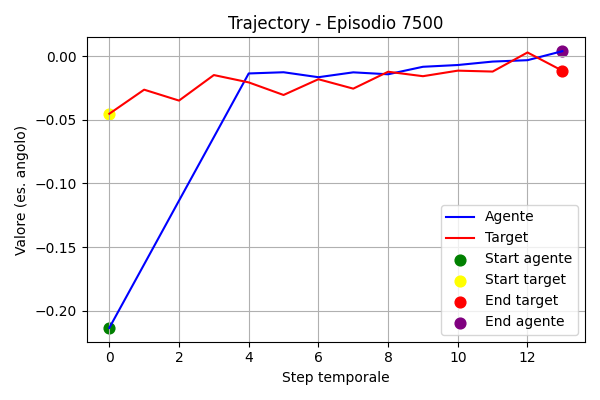 Trajectory - Episodio 7500
Valore (es. angolo)
0.00
−0.05
−0.10
−0.15
−0.20
0 2 4 6 8 10 12
Step temporale
Agente
Target
Start agente
Start target
End target
End agente